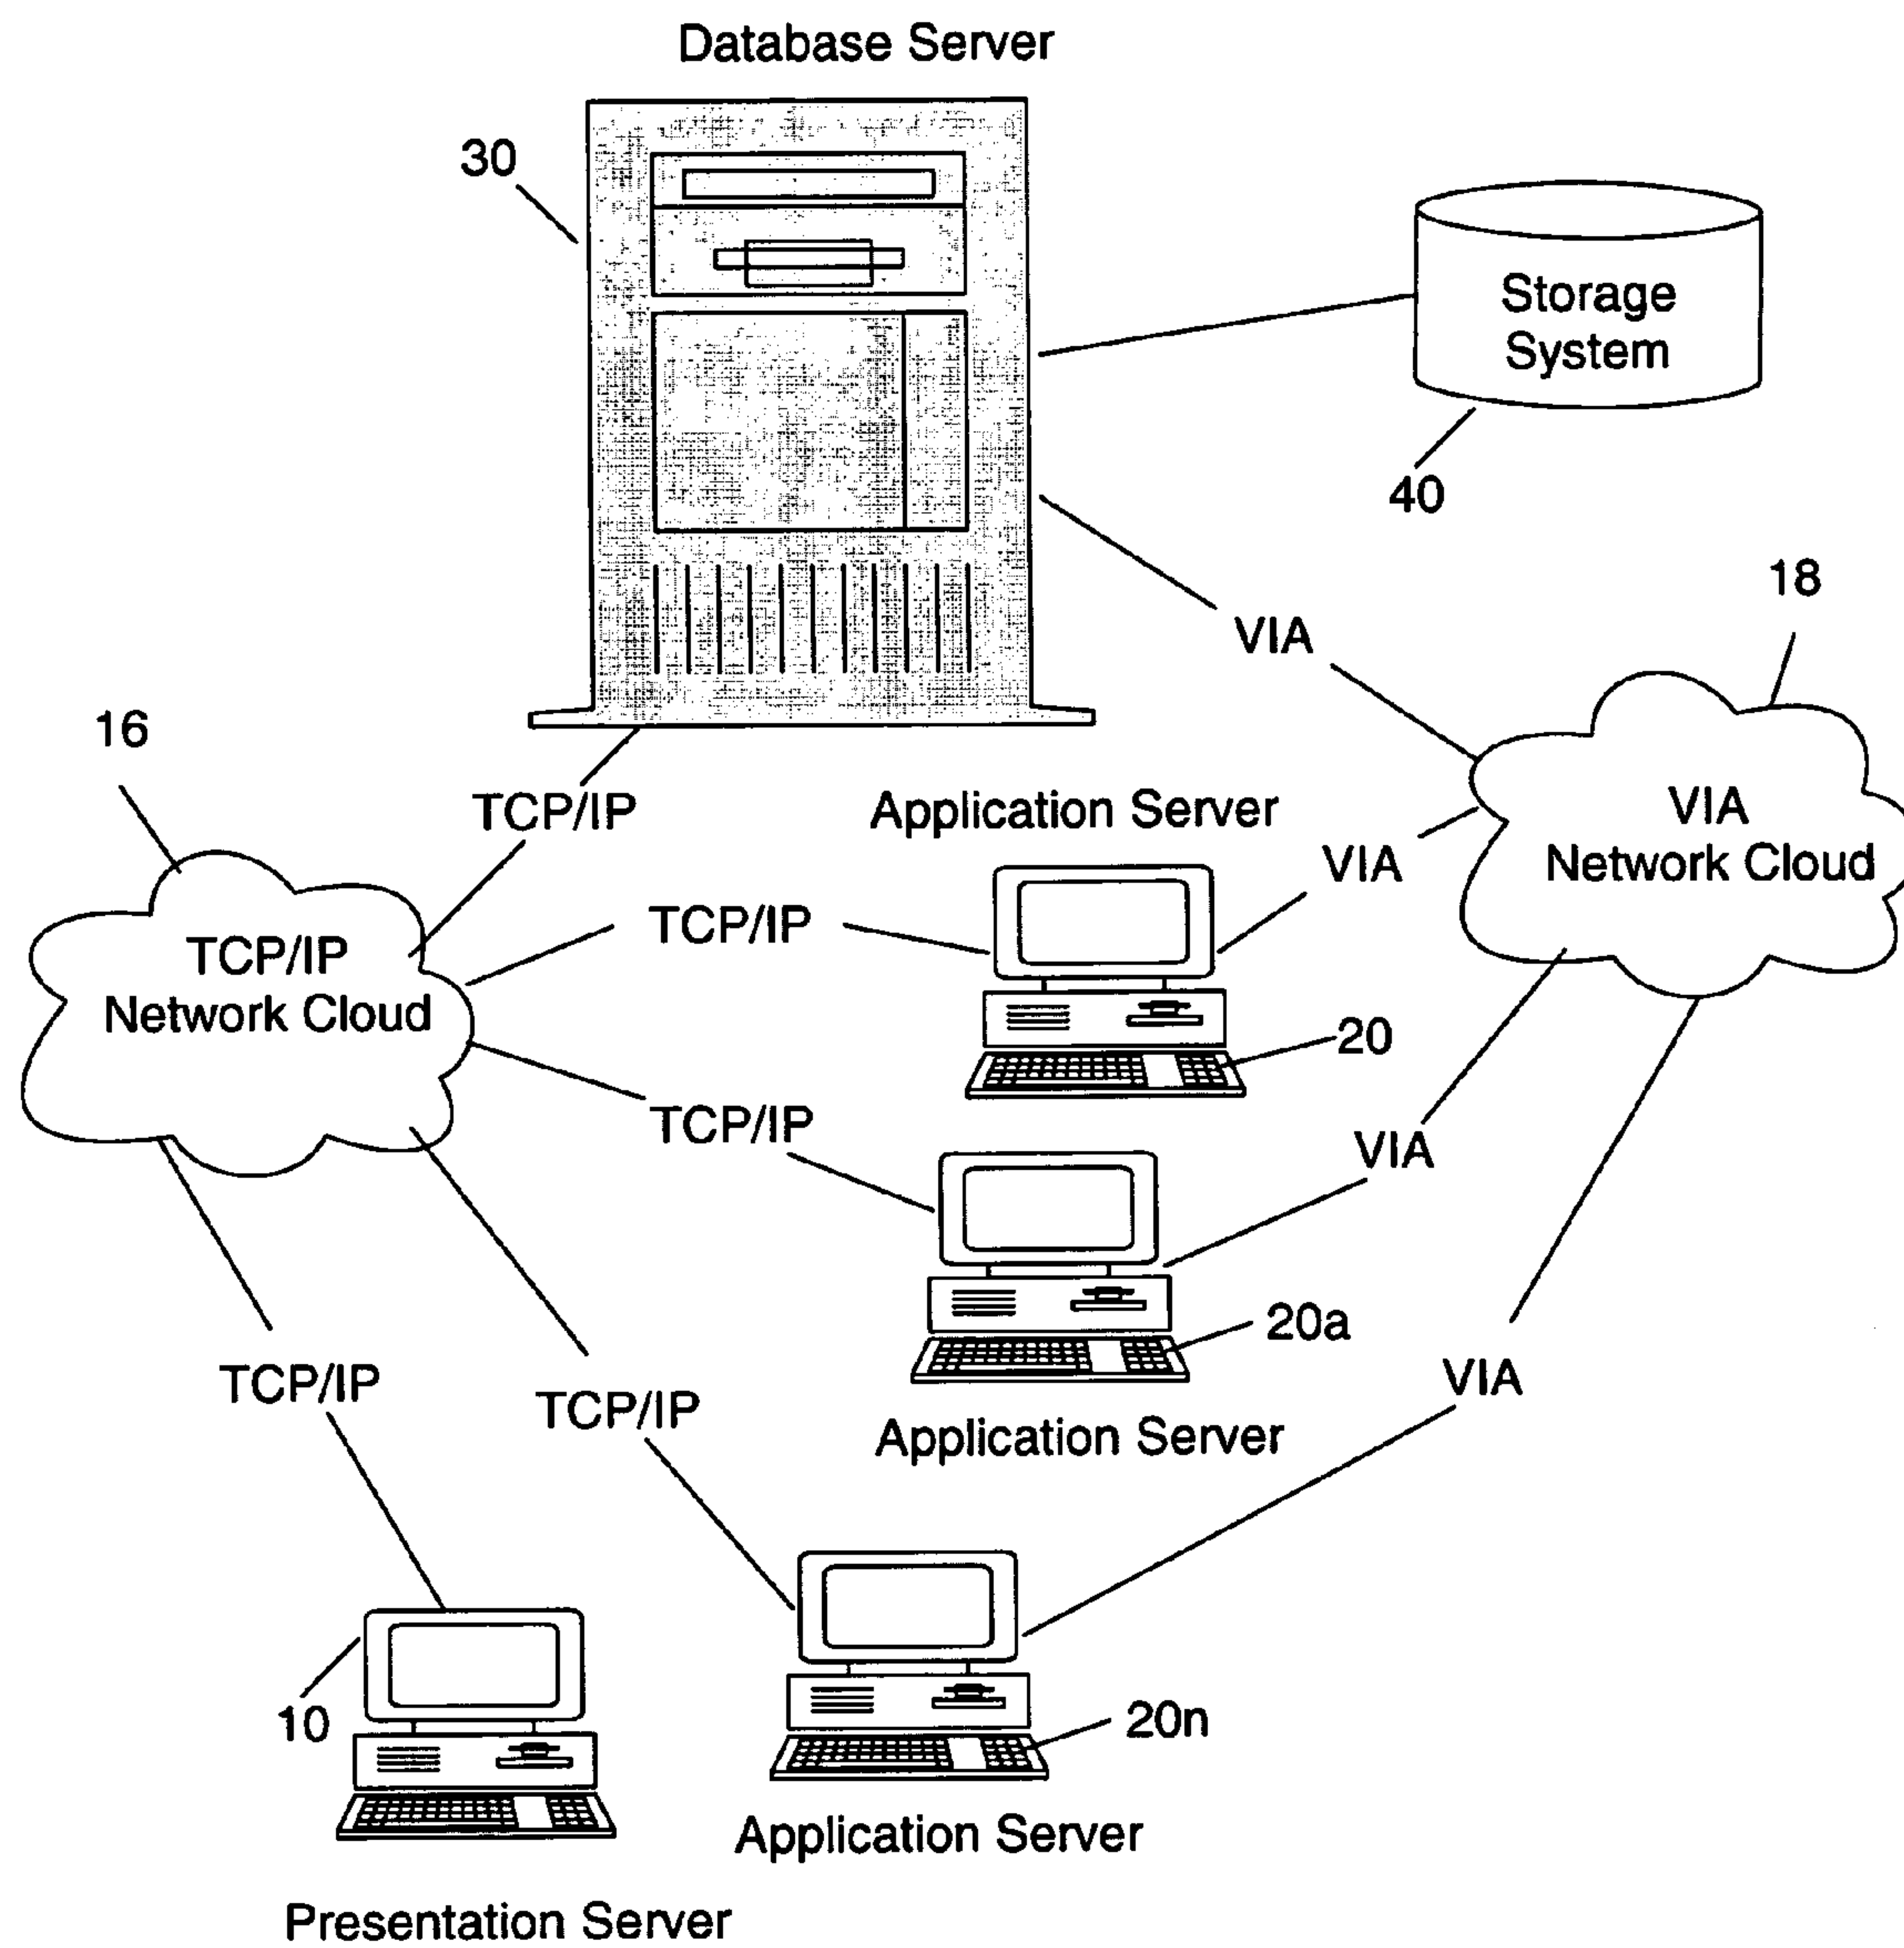 Database Server
30
Storage
System
40
18
VIA
16
TCP/IP
Application Server
VIA
Network Cloud
VIA
TCP/IP
TCP/IP
Network Cloud
20
TCP/IP
VIA
20a
TCP/IP
TCP/IP
VIA
Application Server
10
20n
Application Server
Presentation Server